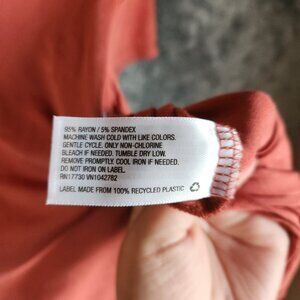 95% RAYON / 5% SPANDEX
MACHINE WASH COLD WITH LIKE COLORS.
GENTLE CYCLE. ONLY NON-CHLORINE
BLEACH IF NEEDED. TUMBLE DRY LOW.
REMOVE PROMPTLY. COOL IRON IF NEEDED.
DO NOT IRON ON LABEL.
RN 17730 VN1042782
LABEL MADE FROM 100% RECYCLED PLASTIC